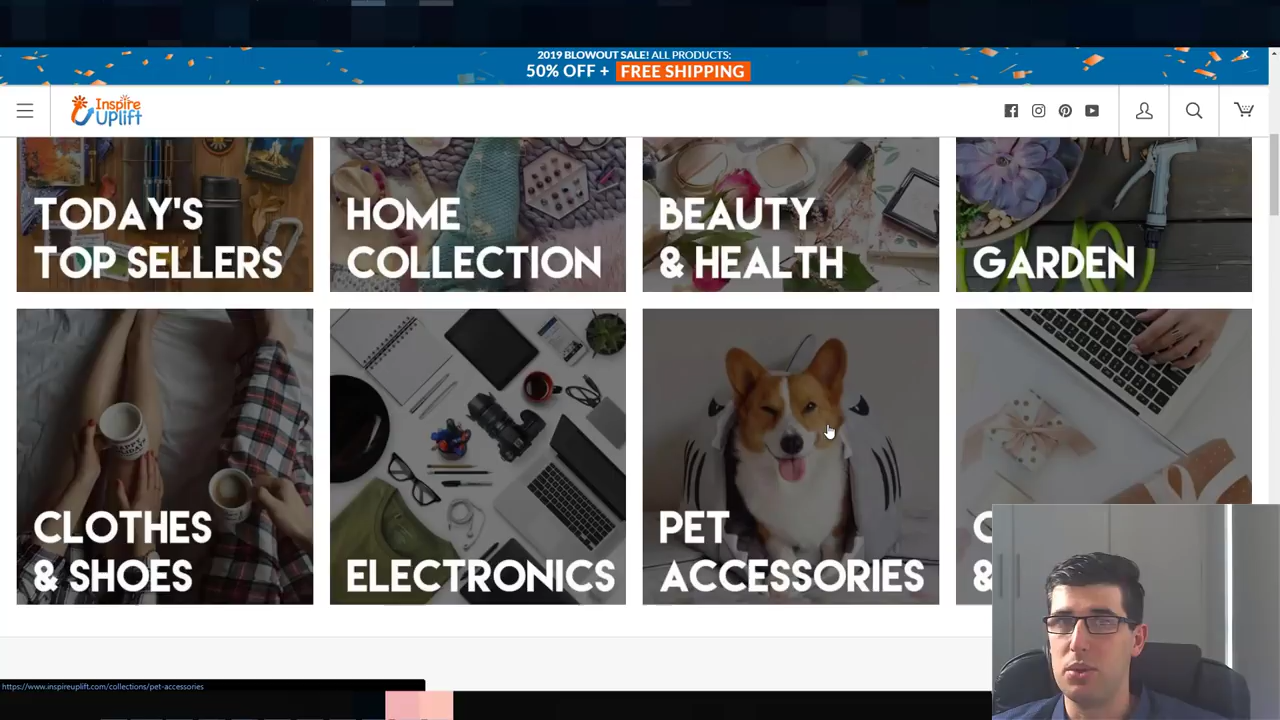 2019 BLOWOUT SALE! ALL PRODUCTS:
50% OFF + FREE SHIPPING
Inspire
Uplift
TODAY'S
TOP SELLERS
HOME
COLLECTION
BEAUTY
& HEALTH
GARDEN
CLOTHES
& SHOES
ELECTRONICS
PET
ACCESSORIES
&
https://www.inspireuplift.com/collections/pet-accessories